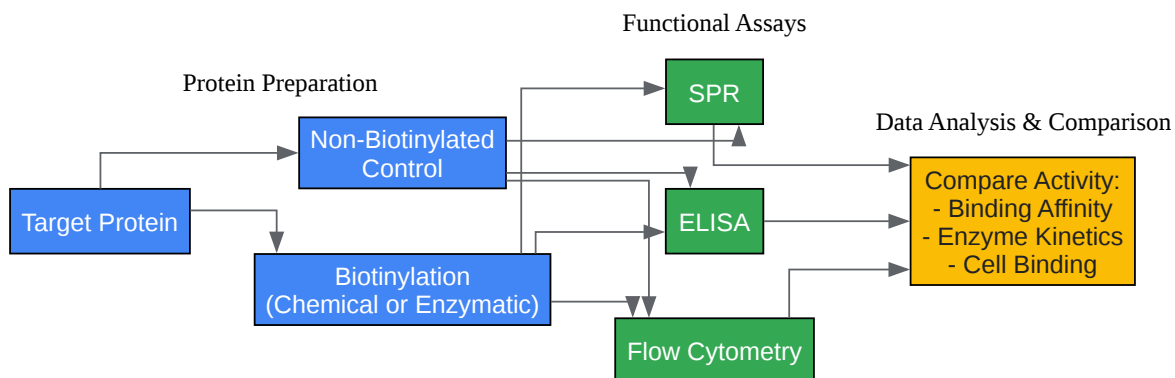 Functional Assays
Protein Preparation
SPR
Data Analysis & Comparison
Non-Biotinylated
Control
Target Protein
ELISA
Compare Activity:
- Binding Affinity
- Enzyme Kinetics
- Cell Binding
Biotinylation
(Chemical or Enzymatic)
Flow Cytometry